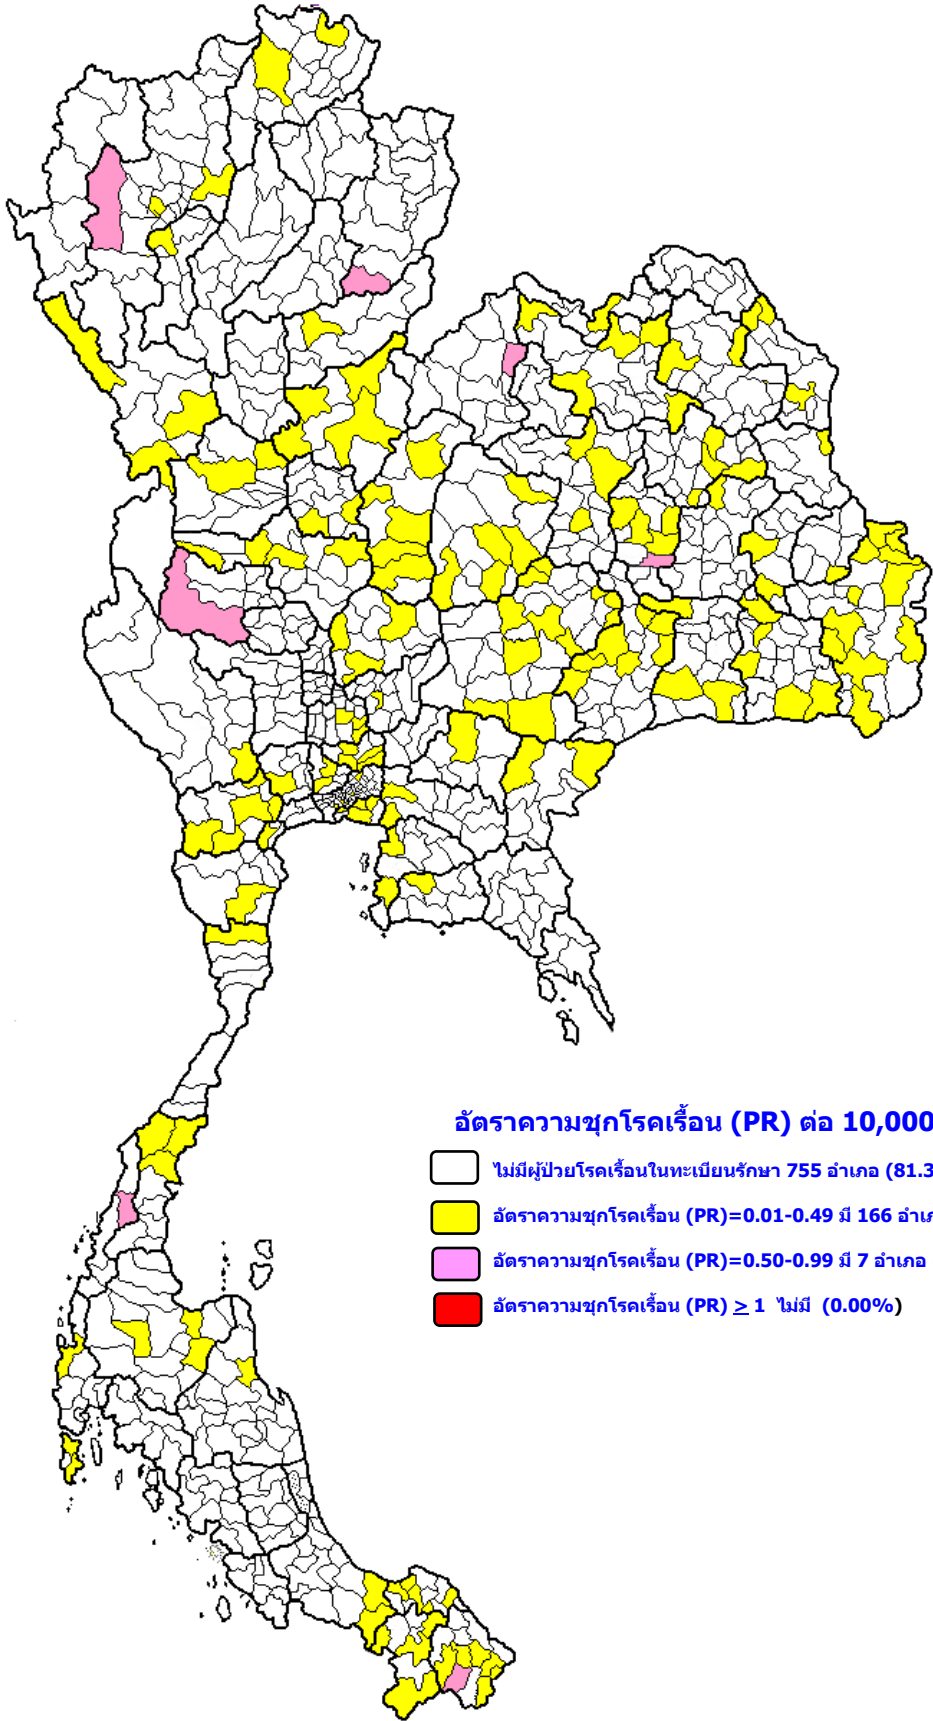 อัตราความชุกโรคเรื้อน (PR) ต่อ 10,000
ไม่มีผู้ป่วยโรคเรื้อนในทะเบียนรักษา 755 อำเภอ (81.3
อัตราความชุกโรคเรื้อน (PR)=0.01-0.49 มี 166 อำเภ
อัตราความชุกโรคเรื้อน (PR)=0.50-0.99 มี 7 อำเภอ
อัตราความชุกโรคเรื้อน (PR) ≥ 1 ไม่มี (0.00%)